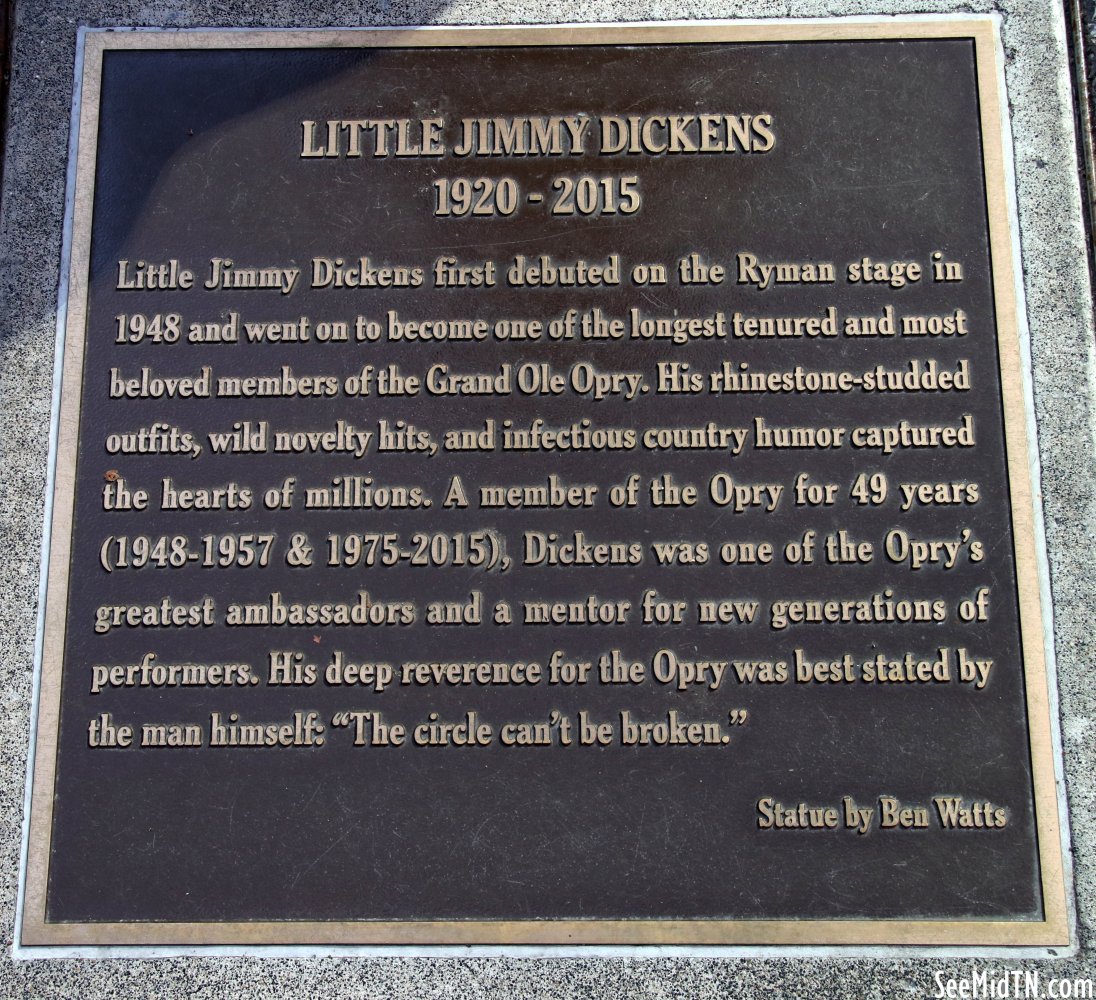 LITTLE JIMMY DICKENS
1920 - 2015
Little Jimmy Dickens first debuted on the Ryman stage in
1948 and went on to become one of the longest tenured and most
beloved members of the Grand Ole Opry. His rhinestone-studded
outfits, wild novelty hits, and infectious country humor captured
the hearts of millions. A member of the Opry for 49 years
(1948-1957 & 1975-2015), Dickens was one of the Opry’s
greatest ambassadors and a mentor for new generations of
performers. His deep reverence for the Opry was best stated by
the man himself: “The circle can’t be broken.”
Statue by Ben Watts
SeeMidTN.com